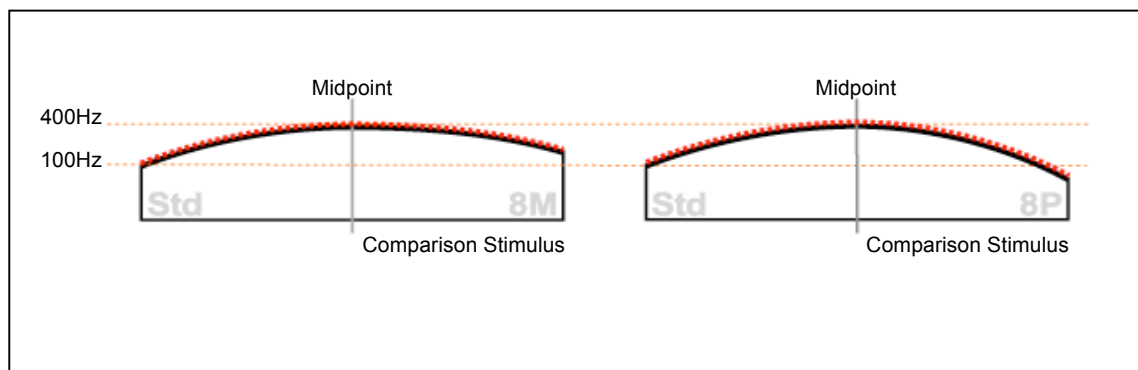 Midpoint
Midpoint
400Hz
100Hz
Std
8M
Std
8P
Comparison Stimulus
Comparison Stimulus